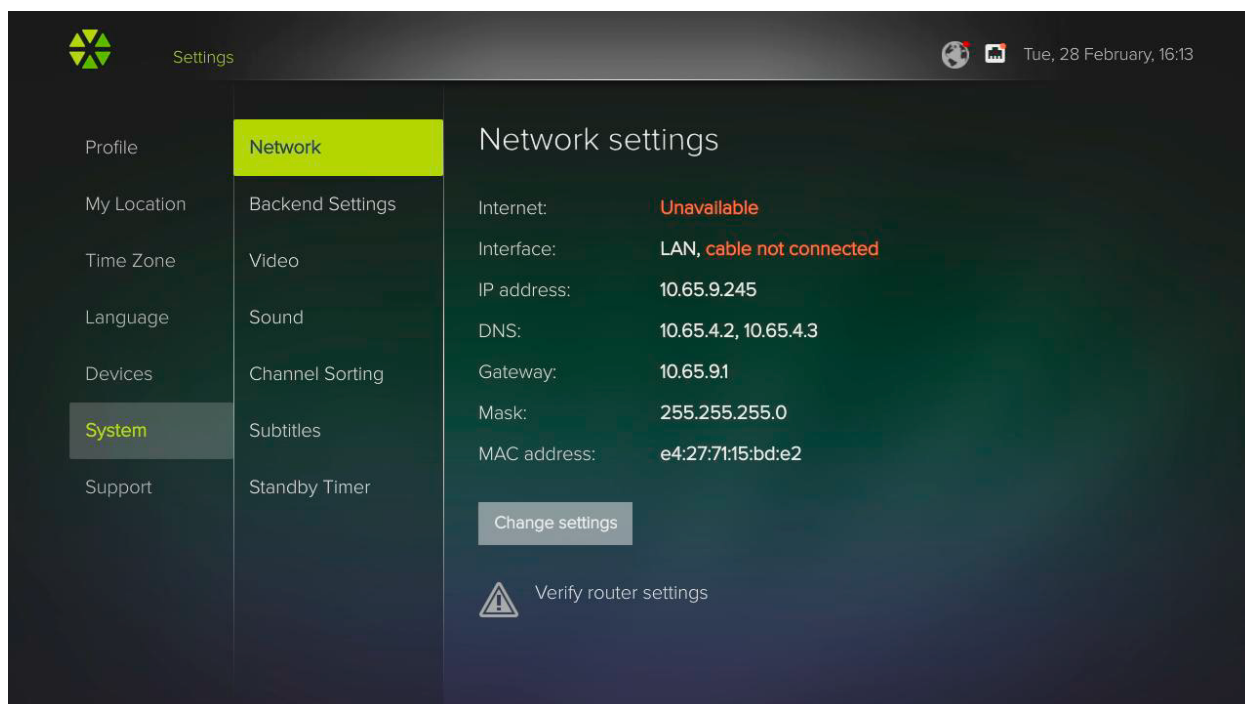 Settings
Tue, 28 February, 16:13
Profile
My Location
Time Zone
Language
Devices
System
Support
Network
Backend Settings
Video
Sound
Channel Sorting
Subtitles
Standby Timer
Network settings
Internet: Unavailable
Interface: LAN, cable not connected
IP address: 10.65.9.245
DNS: 10.65.4.2, 10.65.4.3
Gateway: 10.65.9.1
Mask: 255.255.255.0
MAC address: e4:27:71:15:bd:e2
Change settings
Verify router settings